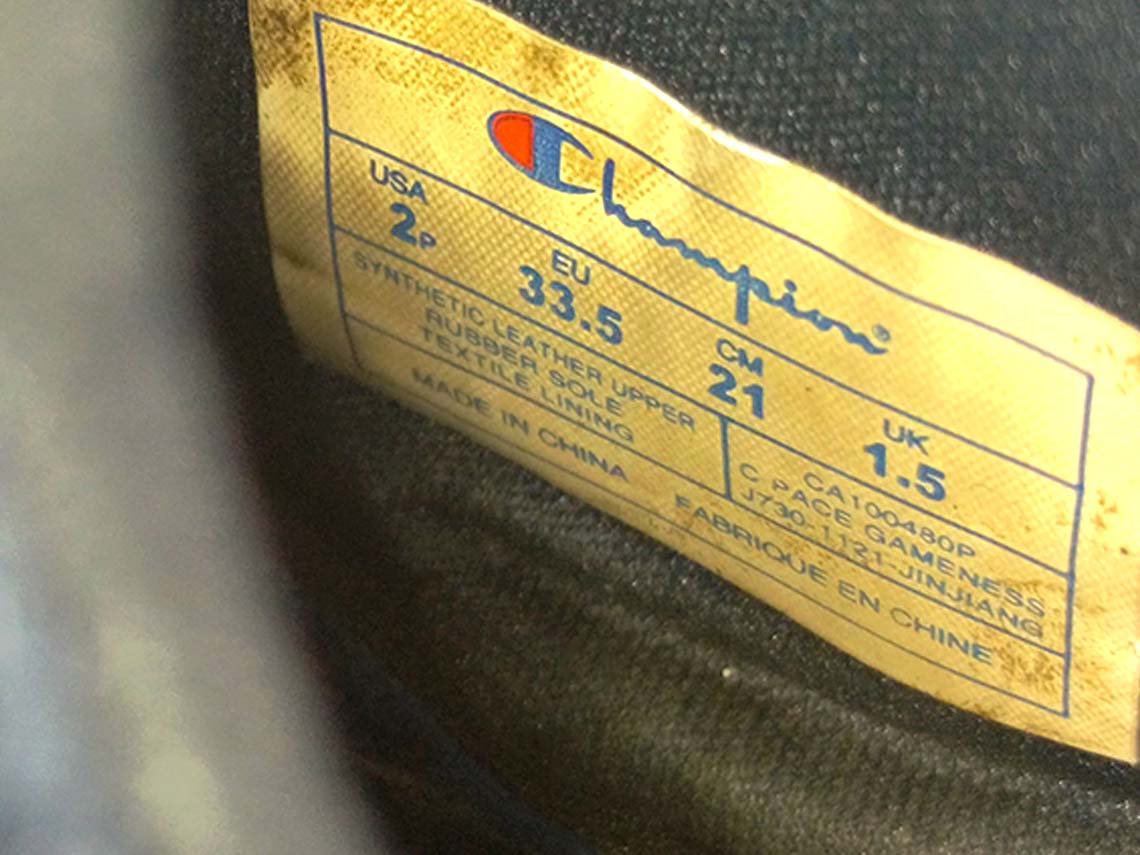 Champion®
USA EU CM UK
2P 33.5 21 1.5
SYNTHETIC LEATHER UPPER
RUBBER SOLE
TEXTILE LINING
CA100480P
C PACE GAMENESS
J730-1121-JINJIANG
MADE IN CHINA FABRIQUE EN CHINE